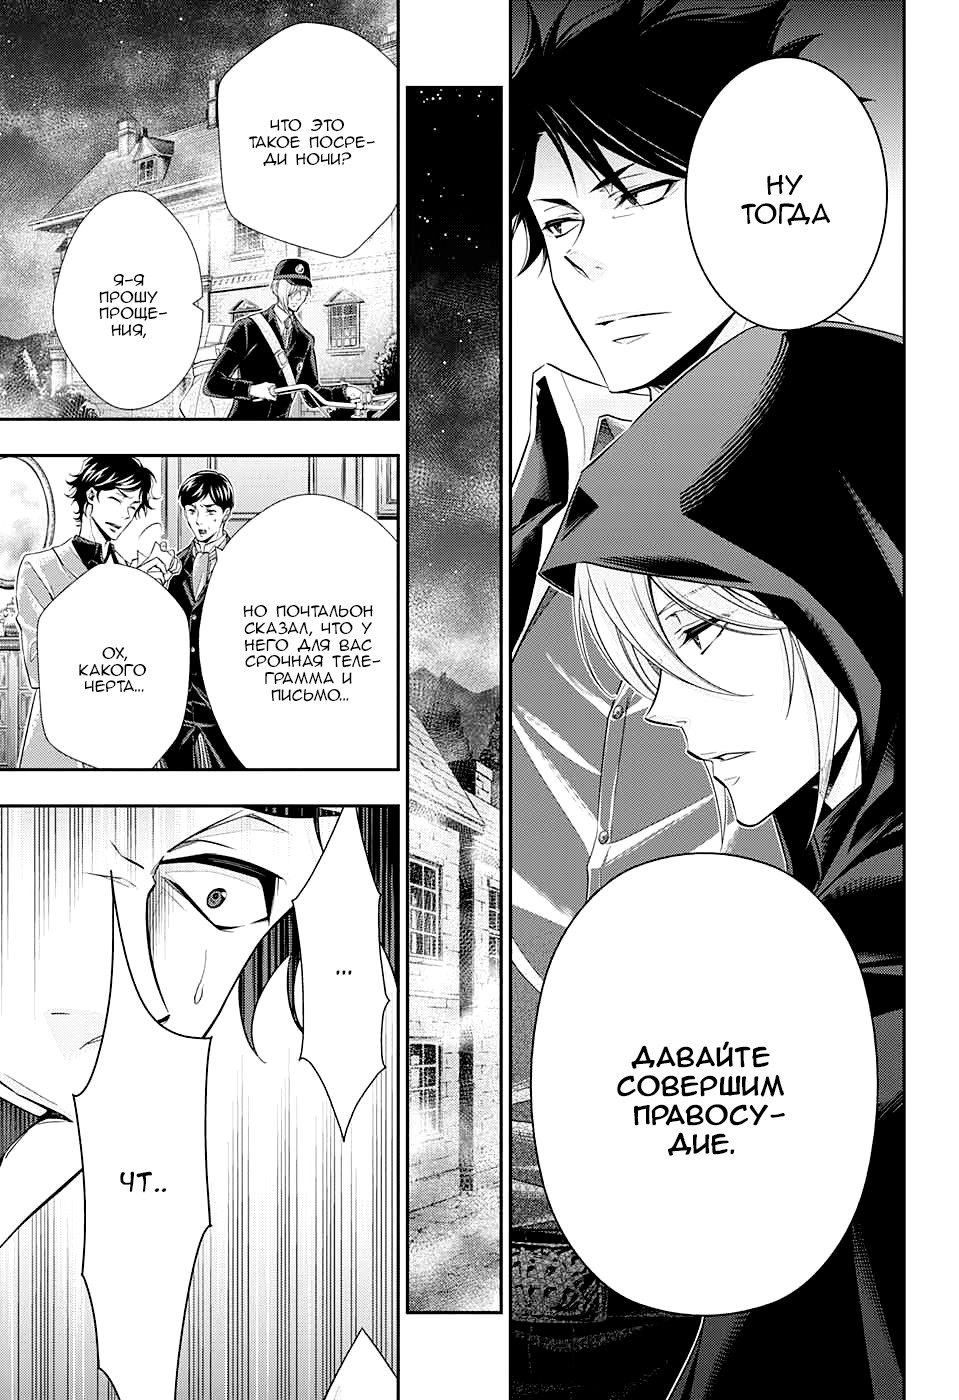 НУ
ТОГДА
ДАВАЙТЕ
СОВЕРШИМ
ПРАВОСУ-
ДИЕ.
ЧТО ЭТО
ТАКОЕ ПОСРЕ-
ДИ НОЧИ?
Я-Я
ПРОШУ
ПРОЩЕ-
НИЯ,
НО ПОЧТАЛЬОН
СКАЗАЛ, ЧТО У
НЕГО ДЛЯ ВАС
СРОЧНАЯ ТЕЛЕ-
ГРАММА И
ПИСЬМО...
ОХ,
КАКОГО
ЧЕРТА...
...
ЧТ..